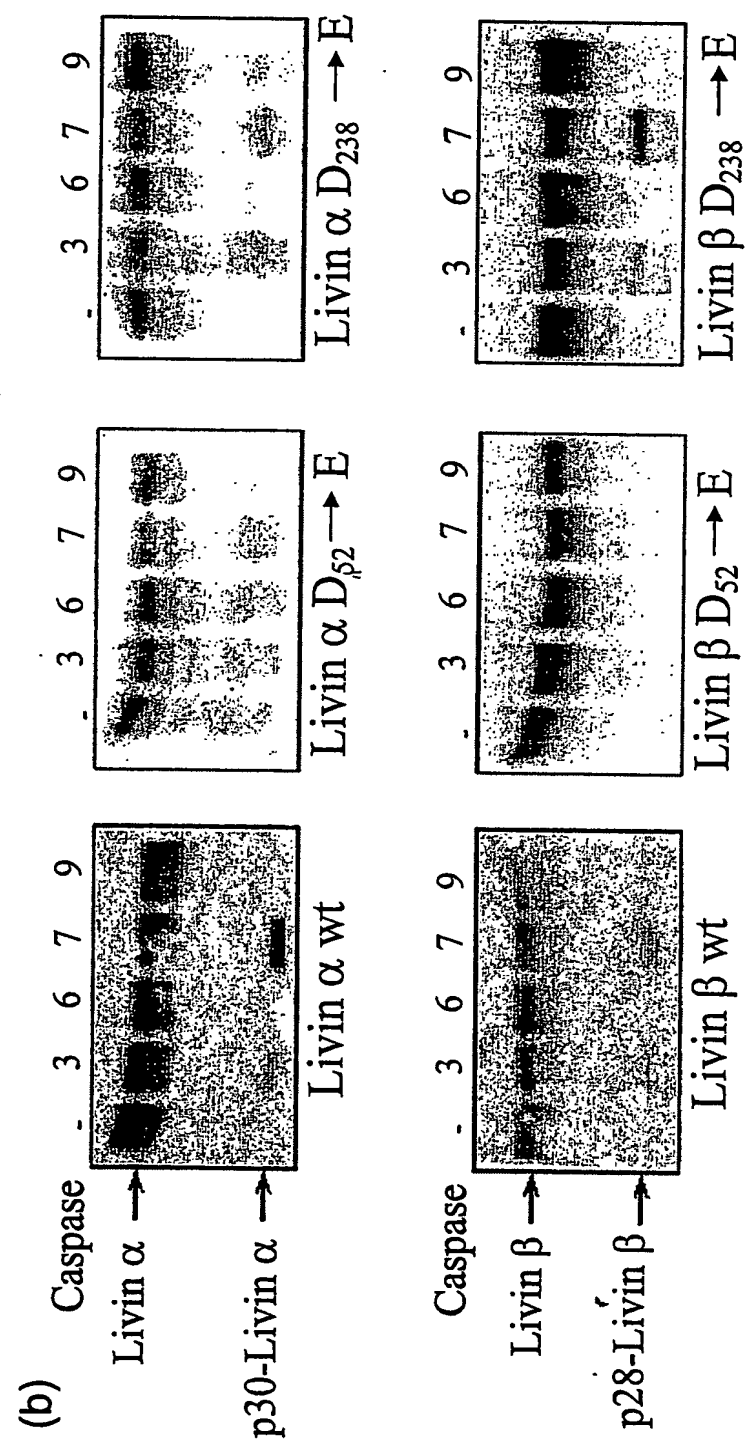 (b)
Caspase - 3 6 7 9 - 3 6 7 9 - 3 6 7 9
Livin α →
p30-Livin α →
Livin α wt Livin α D52 → E Livin α D238 → E
Caspase - 3 6 7 9 - 3 6 7 9 - 3 6 7 9
Livin β →
p28-Livin β →
Livin β wt Livin β D52 → E Livin β D238 → E